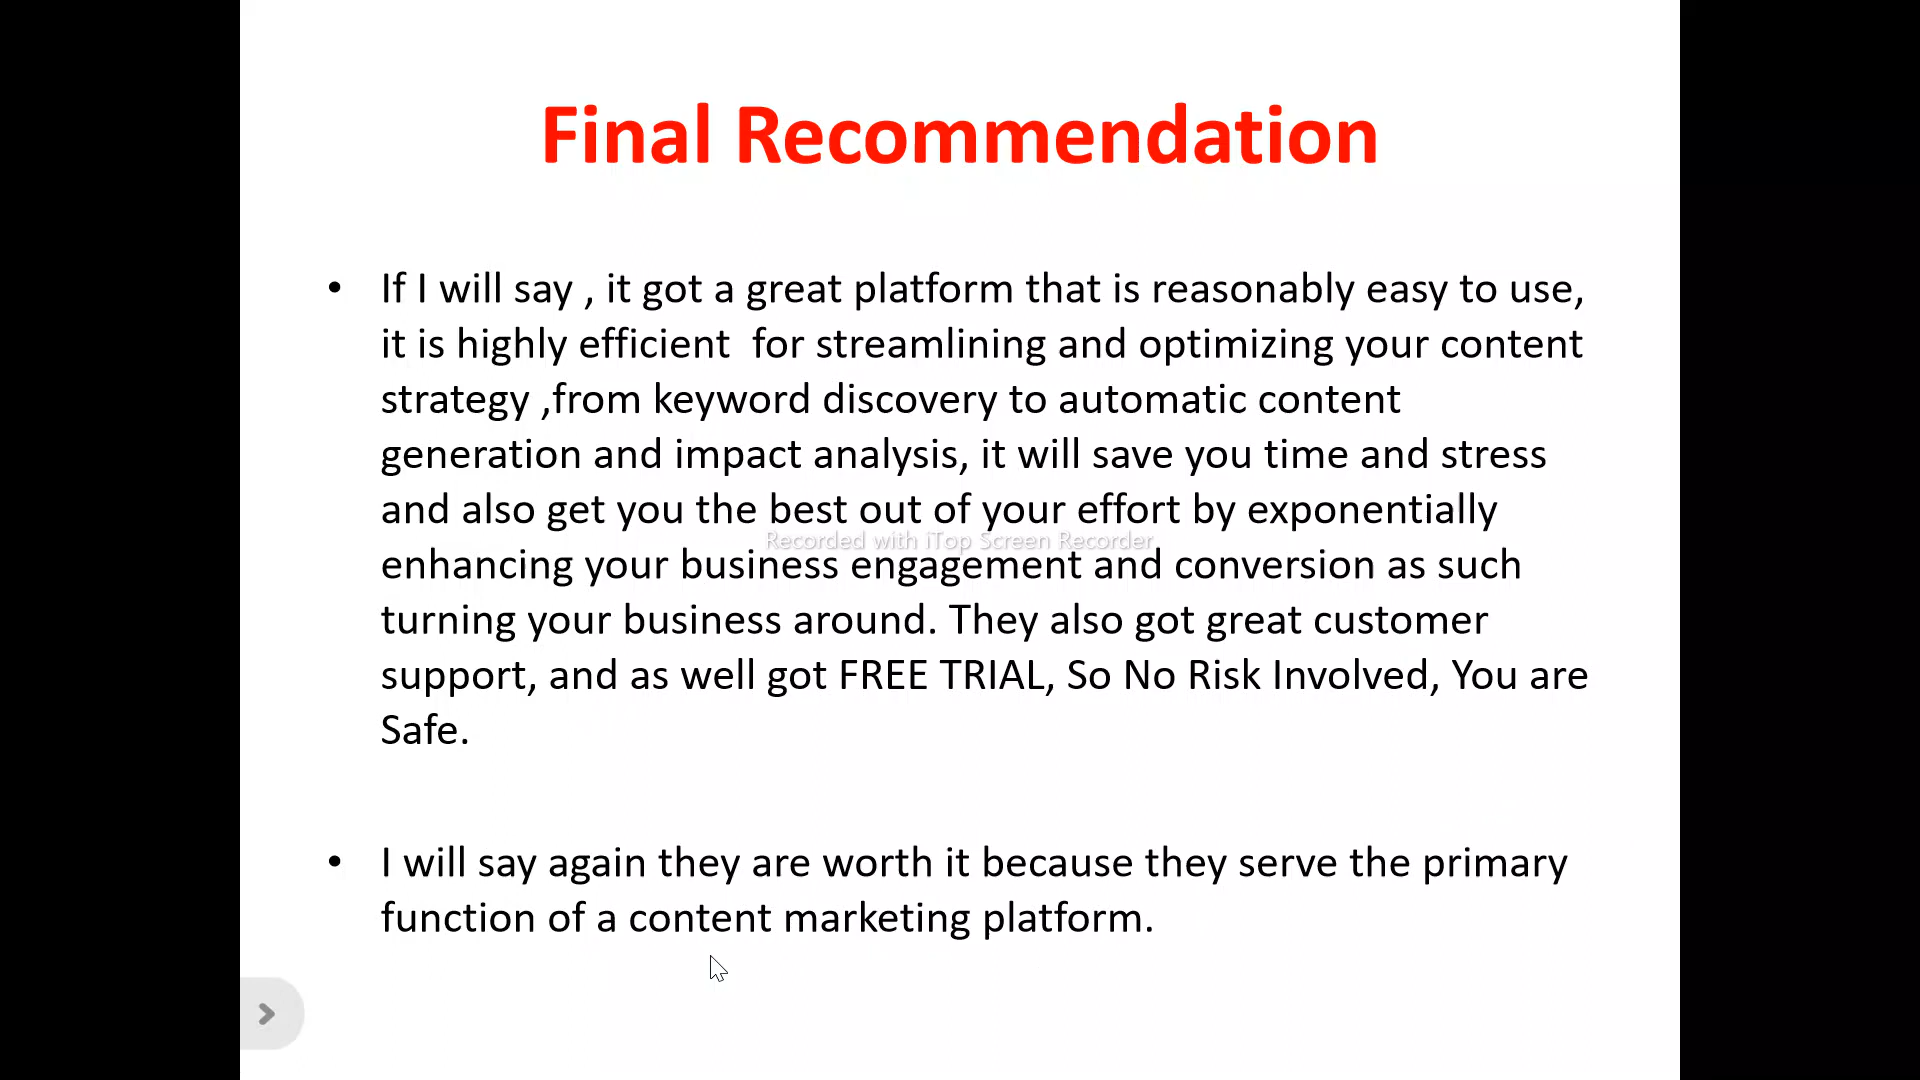 Final Recommendation
• If I will say , it got a great platform that is reasonably easy to use,
it is highly efficient  for streamlining and optimizing your content
strategy ,from keyword discovery to automatic content
generation and impact analysis, it will save you time and stress
and also get you the best out of your effort by exponentially
Recorded with iTop Screen Recorder
enhancing your business engagement and conversion as such
turning your business around. They also got great customer
support, and as well got FREE TRIAL, So No Risk Involved, You are
Safe.
• I will say again they are worth it because they serve the primary
function of a content marketing platform.